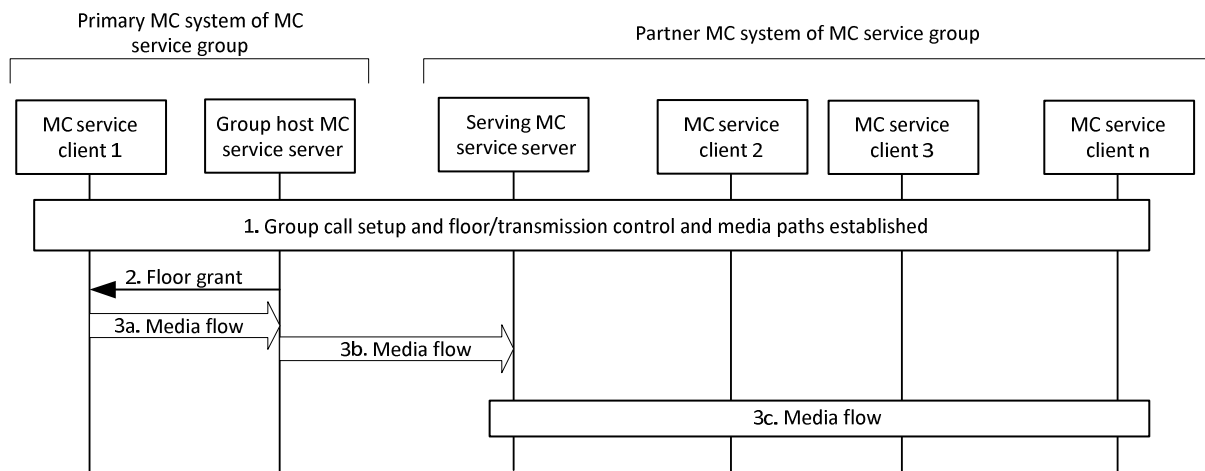 Primary MC system of MC
service group
Partner MC system of MC service group
MC service
client 1
Group host MC
service server
Serving MC
service server
MC service
client 2
MC service
client 3
MC service
client n
1. Group call setup and floor/transmission control and media paths established
2. Floor grant
3a. Media flow
3b. Media flow
3c. Media flow